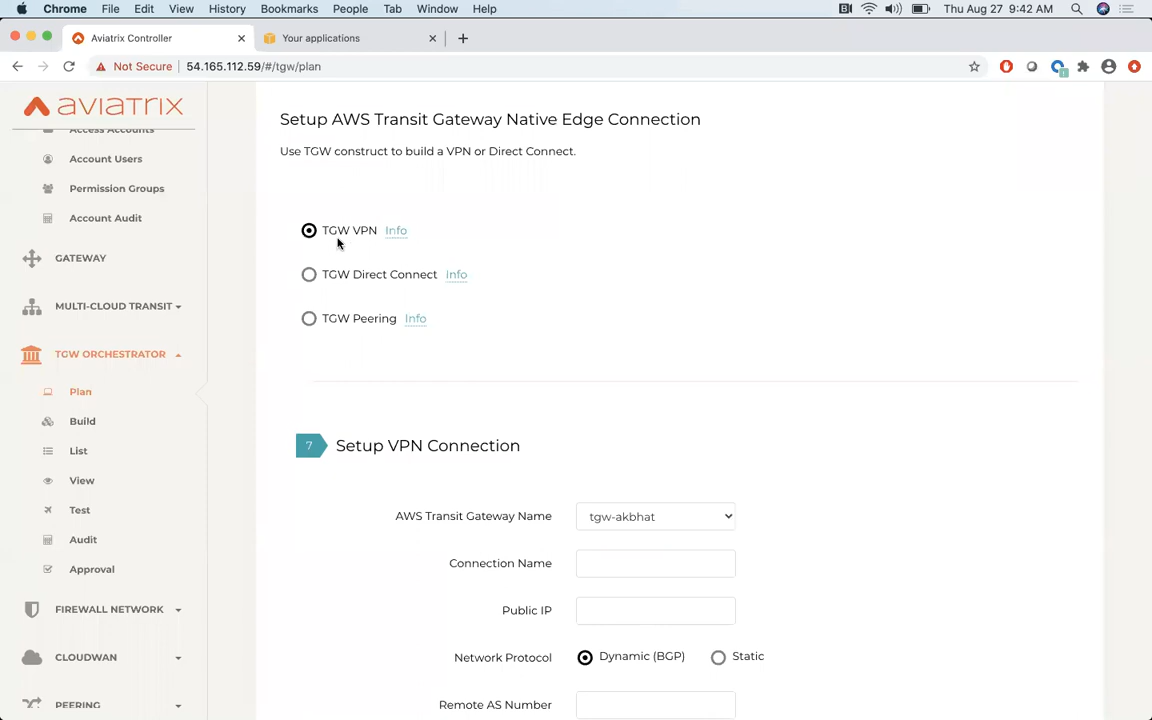 Chrome File Edit View History Bookmarks People Tab Window Help Thu Aug 27 9:42 AM
Aviatrix Controller Your applications
Not Secure 54.165.112.59/#/tgw/plan
aviatrix
Access Accounts
Account Users
Permission Groups
Account Audit
GATEWAY
MULTI-CLOUD TRANSIT
TGW ORCHESTRATOR
Plan
Build
List
View
Test
Audit
Approval
FIREWALL NETWORK
CLOUDWAN
PEERING
Setup AWS Transit Gateway Native Edge Connection
Use TGW construct to build a VPN or Direct Connect.
TGW VPN Info
TGW Direct Connect Info
TGW Peering Info
7 Setup VPN Connection
AWS Transit Gateway Name tgw-akbhat
Connection Name
Public IP
Network Protocol Dynamic (BGP) Static
Remote AS Number